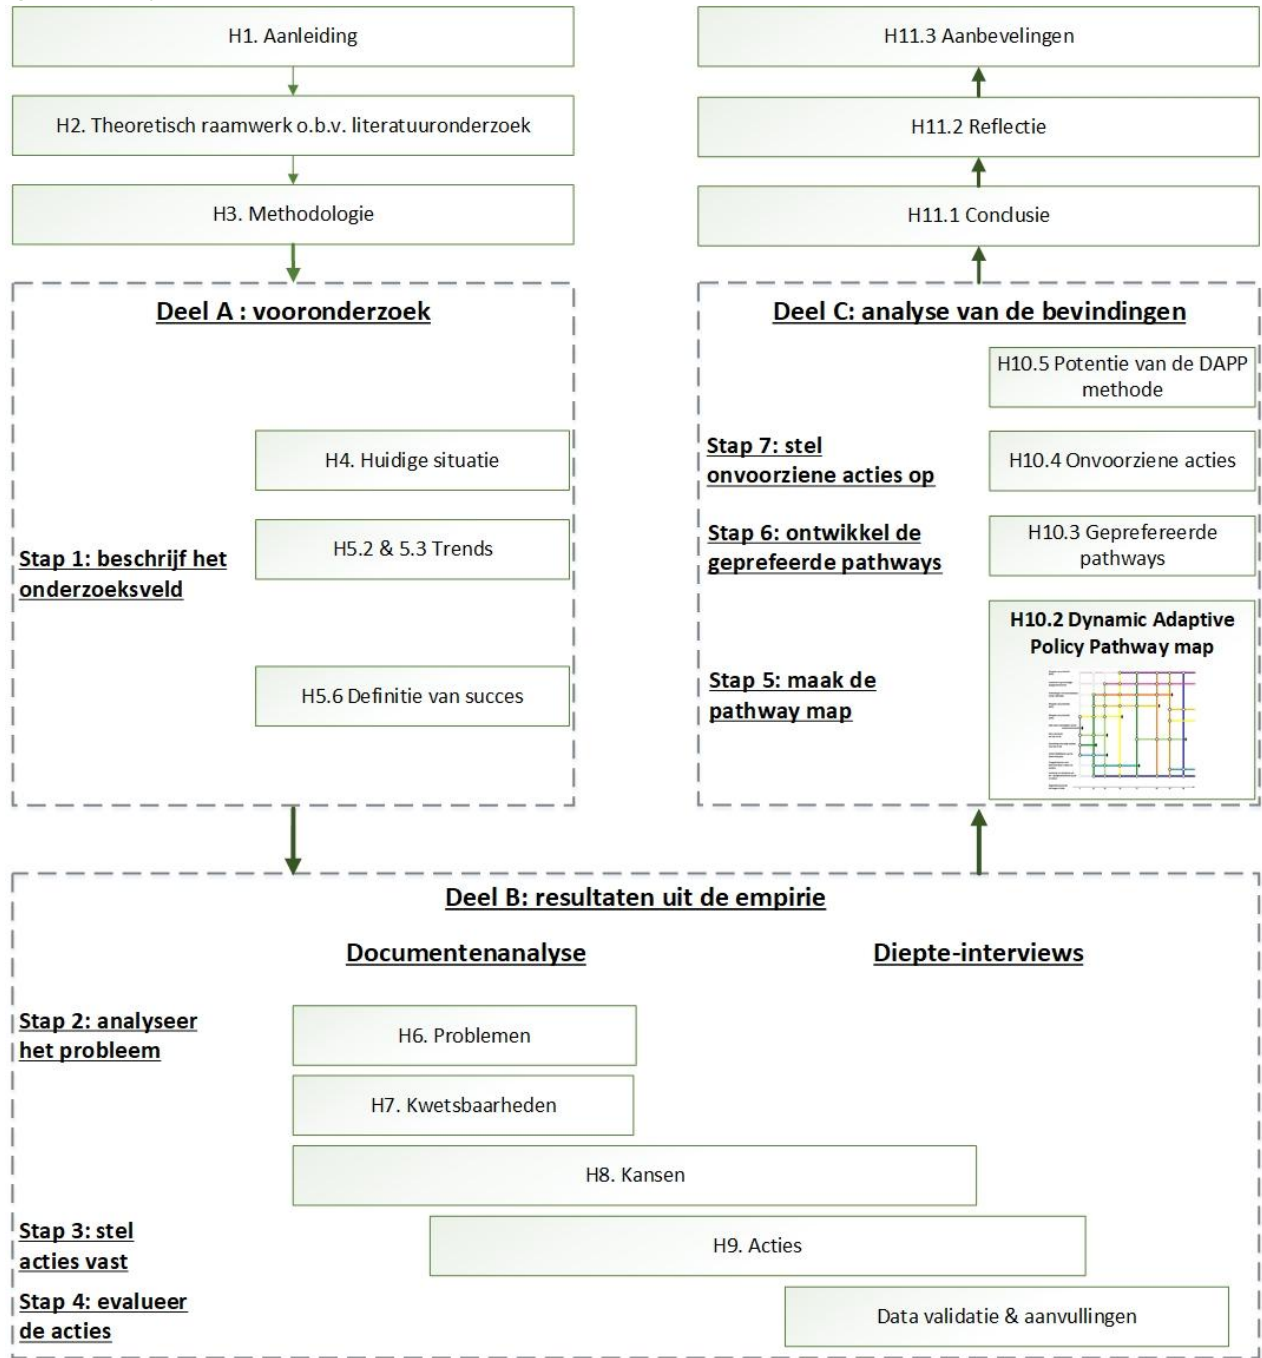 H1. Aanleiding
H2. Theoretisch raamwerk o.b.v. literatuuronderzoek
H3. Methodologie
Deel A : vooronderzoek
H4. Huidige situatie
Stap 1: beschrijf het
onderzoeksveld
H5.2 & 5.3 Trends
H5.6 Definitie van succes
H11.3 Aanbevelingen
H11.2 Reflectie
H11.1 Conclusie
Deel C: analyse van de bevindingen
H10.5 Potentie van de DAPP
methode
Stap 7: stel
onvoorziene acties op
H10.4 Onvoorziene acties
Stap 6: ontwikkel de
geprefeerde pathways
H10.3 Geprefereerde
pathways
Stap 5: maak de
pathway map
H10.2 Dynamic Adaptive
Policy Pathway map
Deel B: resultaten uit de empirie
Documentenanalyse
Diepte-interviews
Stap 2: analyseer
het probleem
H6. Problemen
H7. Kwetsbaarheden
H8. Kansen
Stap 3: stel
acties vast
H9. Acties
Stap 4: evalueer
de acties
Data validatie & aanvullingen